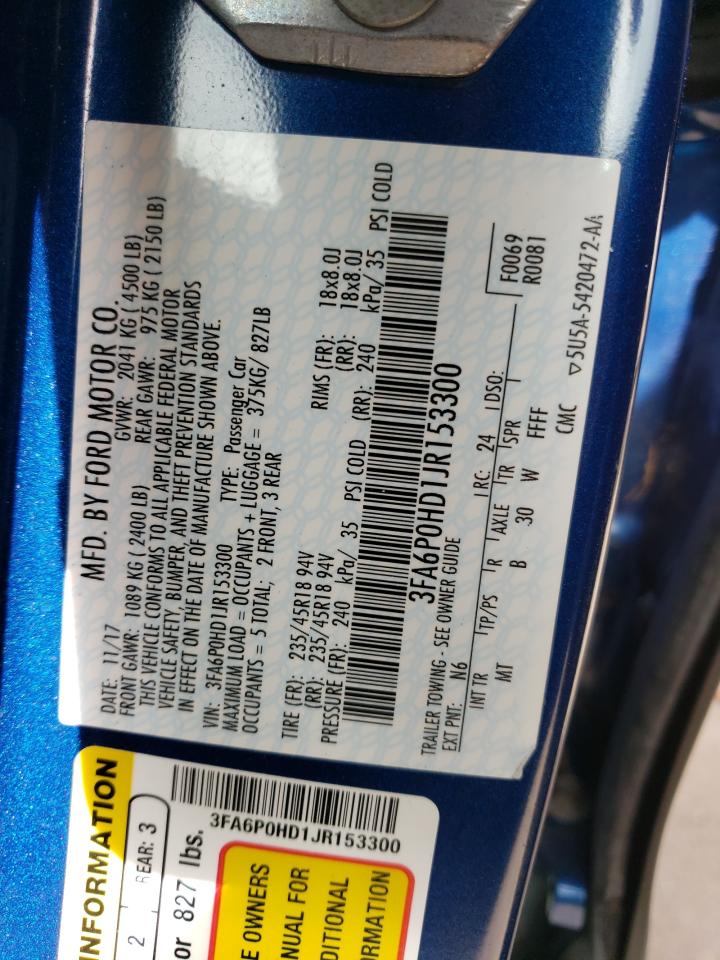 MFD. BY FORD MOTOR CO.
DATE: 11/17 GVWR: 2041 KG ( 4500 LB)
FRONT GAWR: 1089 KG ( 2400 LB) REAR GAWR: 975 KG ( 2150 LB)
THIS VEHICLE CONFORMS TO ALL APPLICABLE FEDERAL MOTOR
VEHICLE SAFETY, BUMPER, AND THEFT PREVENTION STANDARDS
IN EFFECT ON THE DATE OF MANUFACTURE SHOWN ABOVE.
VIN: 3FA6P0HD1JR153300 TYPE: Passenger Car
MAXIMUM LOAD = OCCUPANTS + LUGGAGE = 375KG/ 827LB
OCCUPANTS = 5 TOTAL; 2 FRONT, 3 REAR
TIRE (FR): 235/45R18 94V RIMS (FR): 18x8.0J
(RR): 235/45R18 94V (RR): 18x8.0J
PRESSURE (FR): 240 kPa/ 35 PSI COLD (RR): 240 kPa/ 35 PSI COLD
3FA6P0HD1JR153300
TRAILER TOWING - SEE OWNER GUIDE
EXT PNT: N6 RC: 24 DSO:
F0069
R0081
INT TR TP/PS R AXLE TR SPR
MT B 30 W FFFF
CMC ▽5U5A-5420472-AA
INFORMATION
2 REAR: 3
or 827 lbs.
3FA6P0HD1JR153300
E OWNERS
NUAL FOR
DITIONAL
RMATION